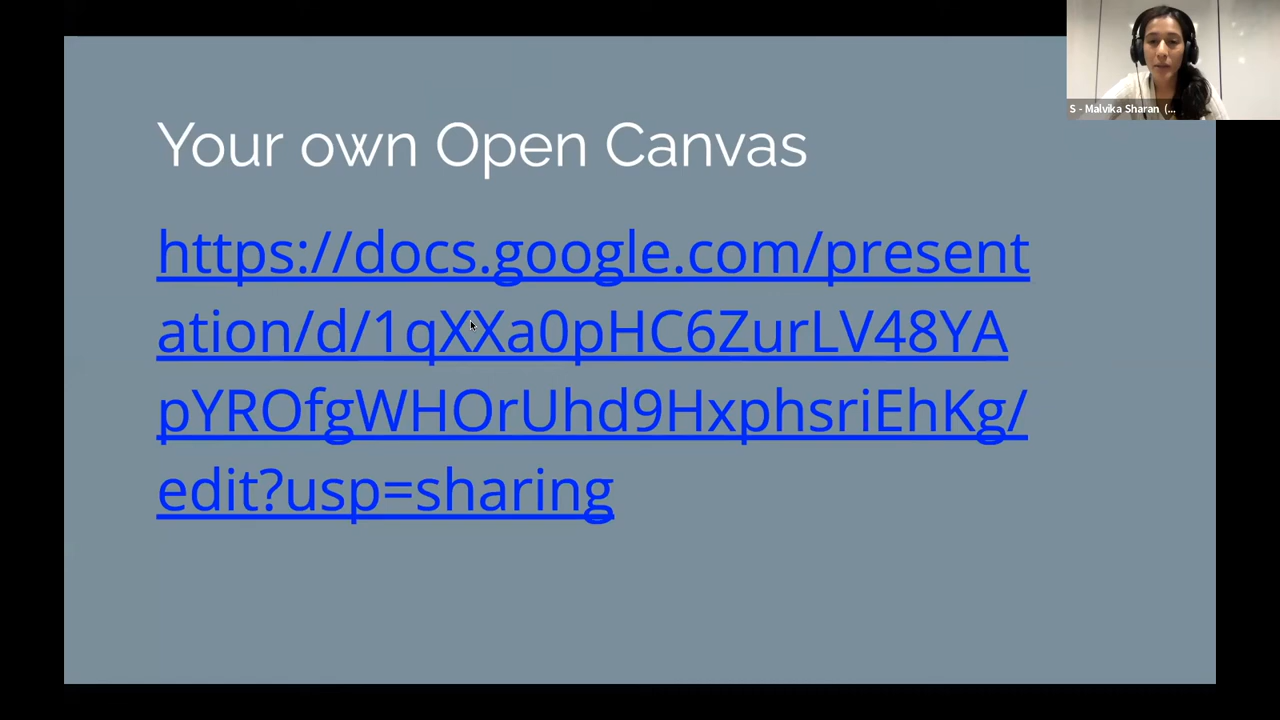 S - Malvika Sharan (...
Your own Open Canvas
https://docs.google.com/present
ation/d/1qXXa0pHC6ZurLV48YA
pYROfgWHOrUhd9HxphsriEhKg/
edit?usp=sharing